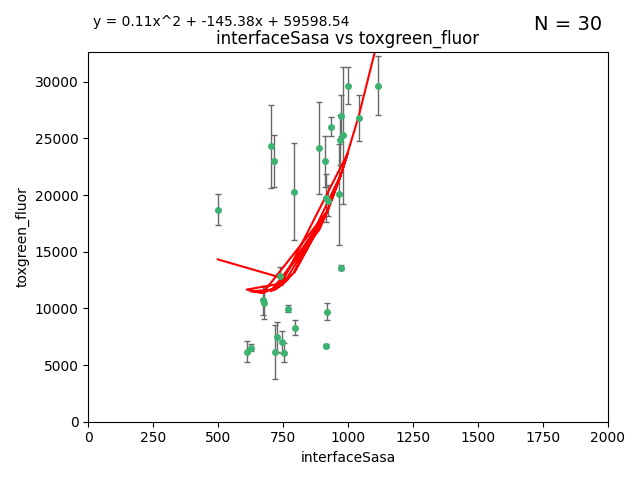 y = 0.11x^2 + -145.38x + 59598.54
N = 30
interfaceSasa vs toxgreen_fluor
30000
25000
20000
15000
10000
5000
0
toxgreen_fluor
0 250 500 750 1000 1250 1500 1750 2000
interfaceSasa